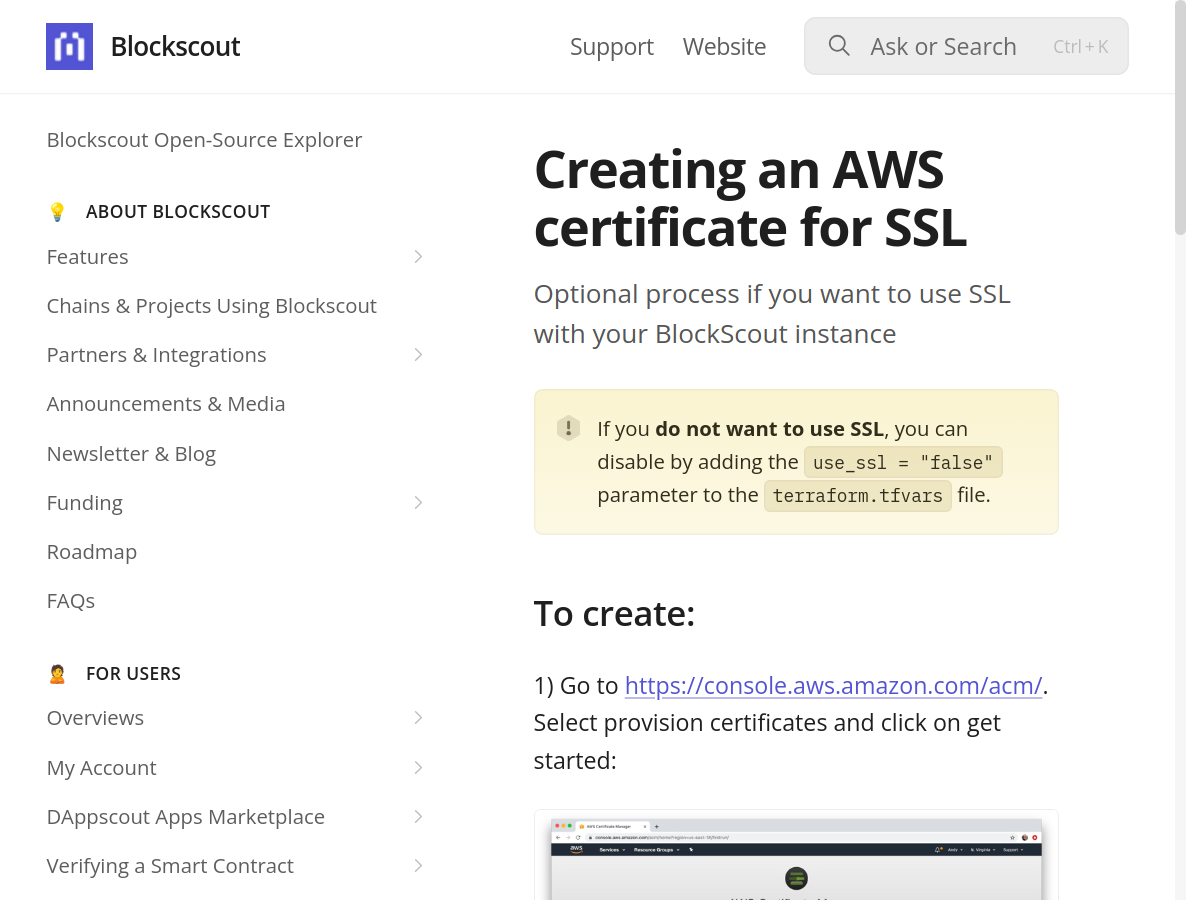 Blockscout
Support
Website
Ask or Search
Ctrl + K
Blockscout Open-Source Explorer
ABOUT BLOCKSCOUT
Features
Chains & Projects Using Blockscout
Partners & Integrations
Announcements & Media
Newsletter & Blog
Funding
Roadmap
FAQs
FOR USERS
Overviews
My Account
DAppscout Apps Marketplace
Verifying a Smart Contract
Creating an AWS
certificate for SSL
Optional process if you want to use SSL
with your BlockScout instance
If you do not want to use SSL, you can
disable by adding the use_ssl = "false"
parameter to the terraform.tfvars file.
To create:
1) Go to https://console.aws.amazon.com/acm/.
Select provision certificates and click on get
started:
AWS Certificate Manager
aws
Services
Resource Groups
Andy
N. Virginia
Support